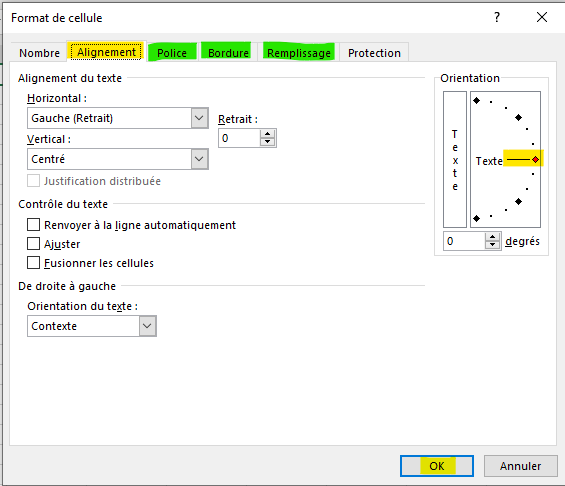 Format de cellule
Nombre Alignement Police Bordure Remplissage Protection
Alignement du texte
Horizontal :
Gauche (Retrait)
Retrait :
0
Vertical :
Centré
Justification distribuée
Contrôle du texte
Renvoyer à la ligne automatiquement
Ajuster
Fusionner les cellules
De droite à gauche
Orientation du texte :
Contexte
Orientation
Texte
Texte
0 degrés
OK Annuler